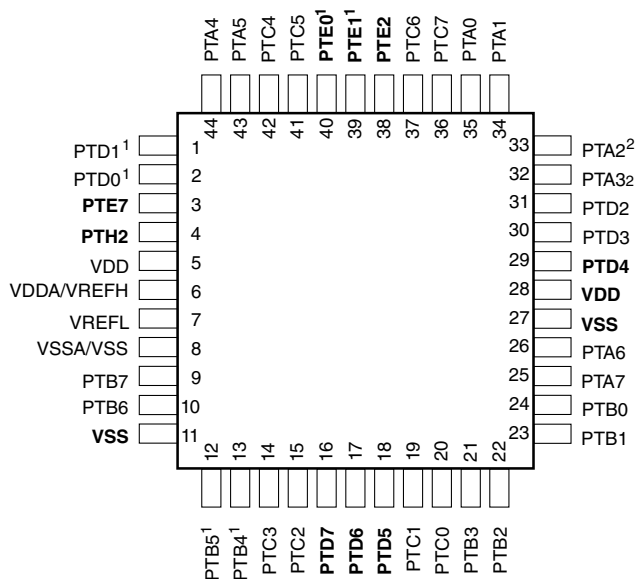 PTA4 PTA5 PTC4 PTC5 PTE0¹ PTE1¹ PTE2 PTC6 PTC7 PTA0 PTA1
44 43 42 41 40 39 38 37 36 35 34
PTD1¹ 1 33 PTA2²
PTD0¹ 2 32 PTA32
PTE7 3 31 PTD2
PTH2 4 30 PTD3
VDD 5 29 PTD4
VDDA/VREFH 6 28 VDD
VREFL 7 27 VSS
VSSA/VSS 8 26 PTA6
PTB7 9 25 PTA7
PTB6 10 24 PTB0
VSS 11 23 PTB1
12 13 14 15 16 17 18 19 20 21 22
PTB5¹ PTB4¹ PTC3 PTC2 PTD7 PTD6 PTD5 PTC1 PTC0 PTB3 PTB2